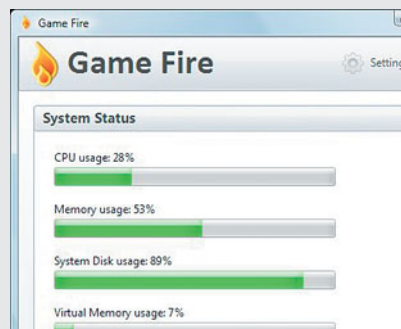 Game Fire
Game Fire
System Status
CPU usage: 28%
Memory usage: 53%
System Disk usage: 89%
Virtual Memory usage: 7%